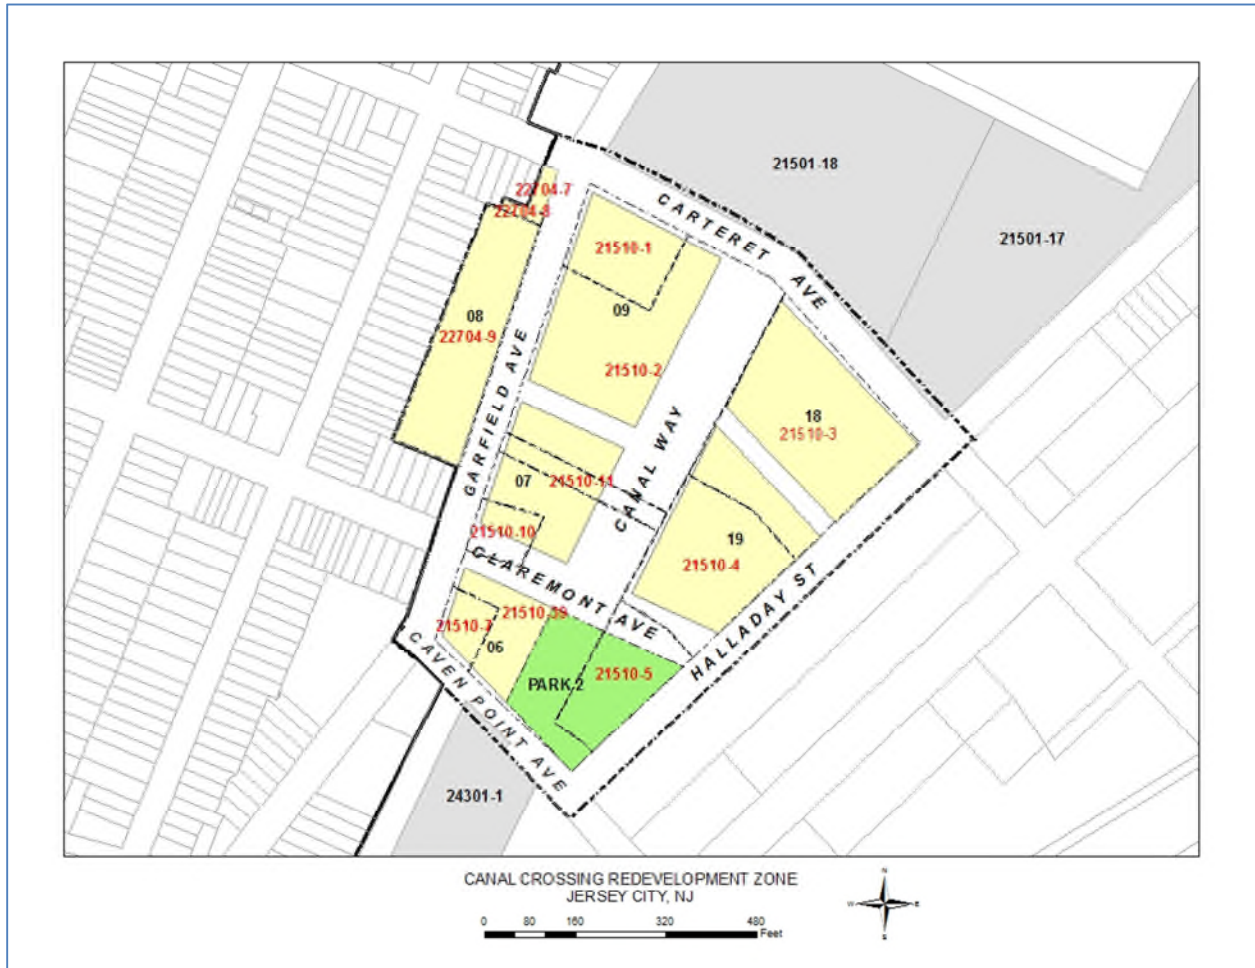 21501-18
22704-7
CARTERET AVE
22704-8
21501-17
21510-1
08
09
22704-9
GARFIELD AVE
21510-2
18
21510-3
CANAL WAY
07
21510-11
21510-10
19
21510-4
CLAREMONT AVE
HALLADAY ST
21510-39
21510-7
06
21510-5
PARK 2
CAVEN POINT AVE
24301-1
CANAL CROSSING REDEVELOPMENT ZONE
JERSEY CITY, NJ
N
W E
S
0 80 160 320 480
Feet